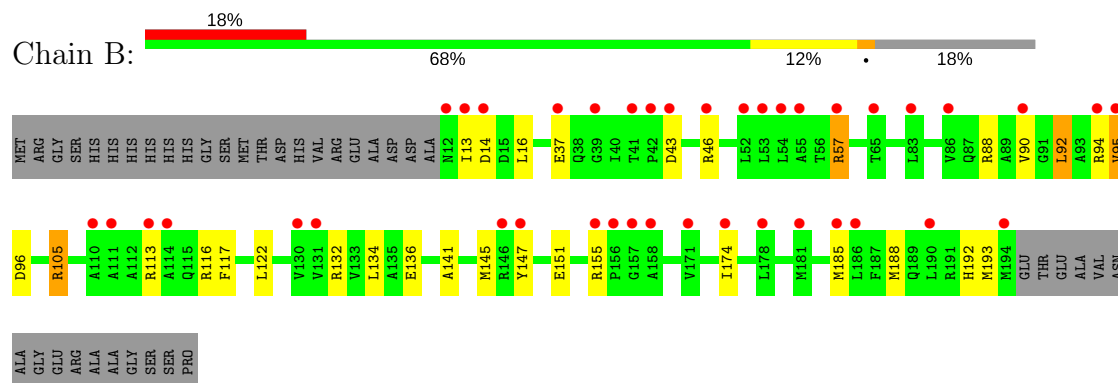 18%
Chain B:
68% 12% • 18%
MET ARG GLY SER HIS HIS HIS HIS HIS HIS GLY SER MET THR ASP HIS VAL ARG GLU ALA ASP ASP ALA N12 I13 D14 D15 L16 E37 Q38 G39 I40 T41 P42 D43 R46 L52 L53 L54 A55 T56 R57 T65 L83 V86 Q87 R88 A89 V90 G91 L92 A93 R94
D96 R105 A110 A111 A112 R113 A114 Q115 R116 F117 L122 V130 V131 R132 V133 L134 A135 E136 A141 M145 R146 Y147 E151 R155 P156 G157 A158 V171 I174 L178 M181 M185 L186 F187 M188 Q189 L190 R191 H192 M193 M194 GLU THR GLU ALA VAL ASN
ALA GLY GLU ARG ALA ALA GLY SER SER PRO